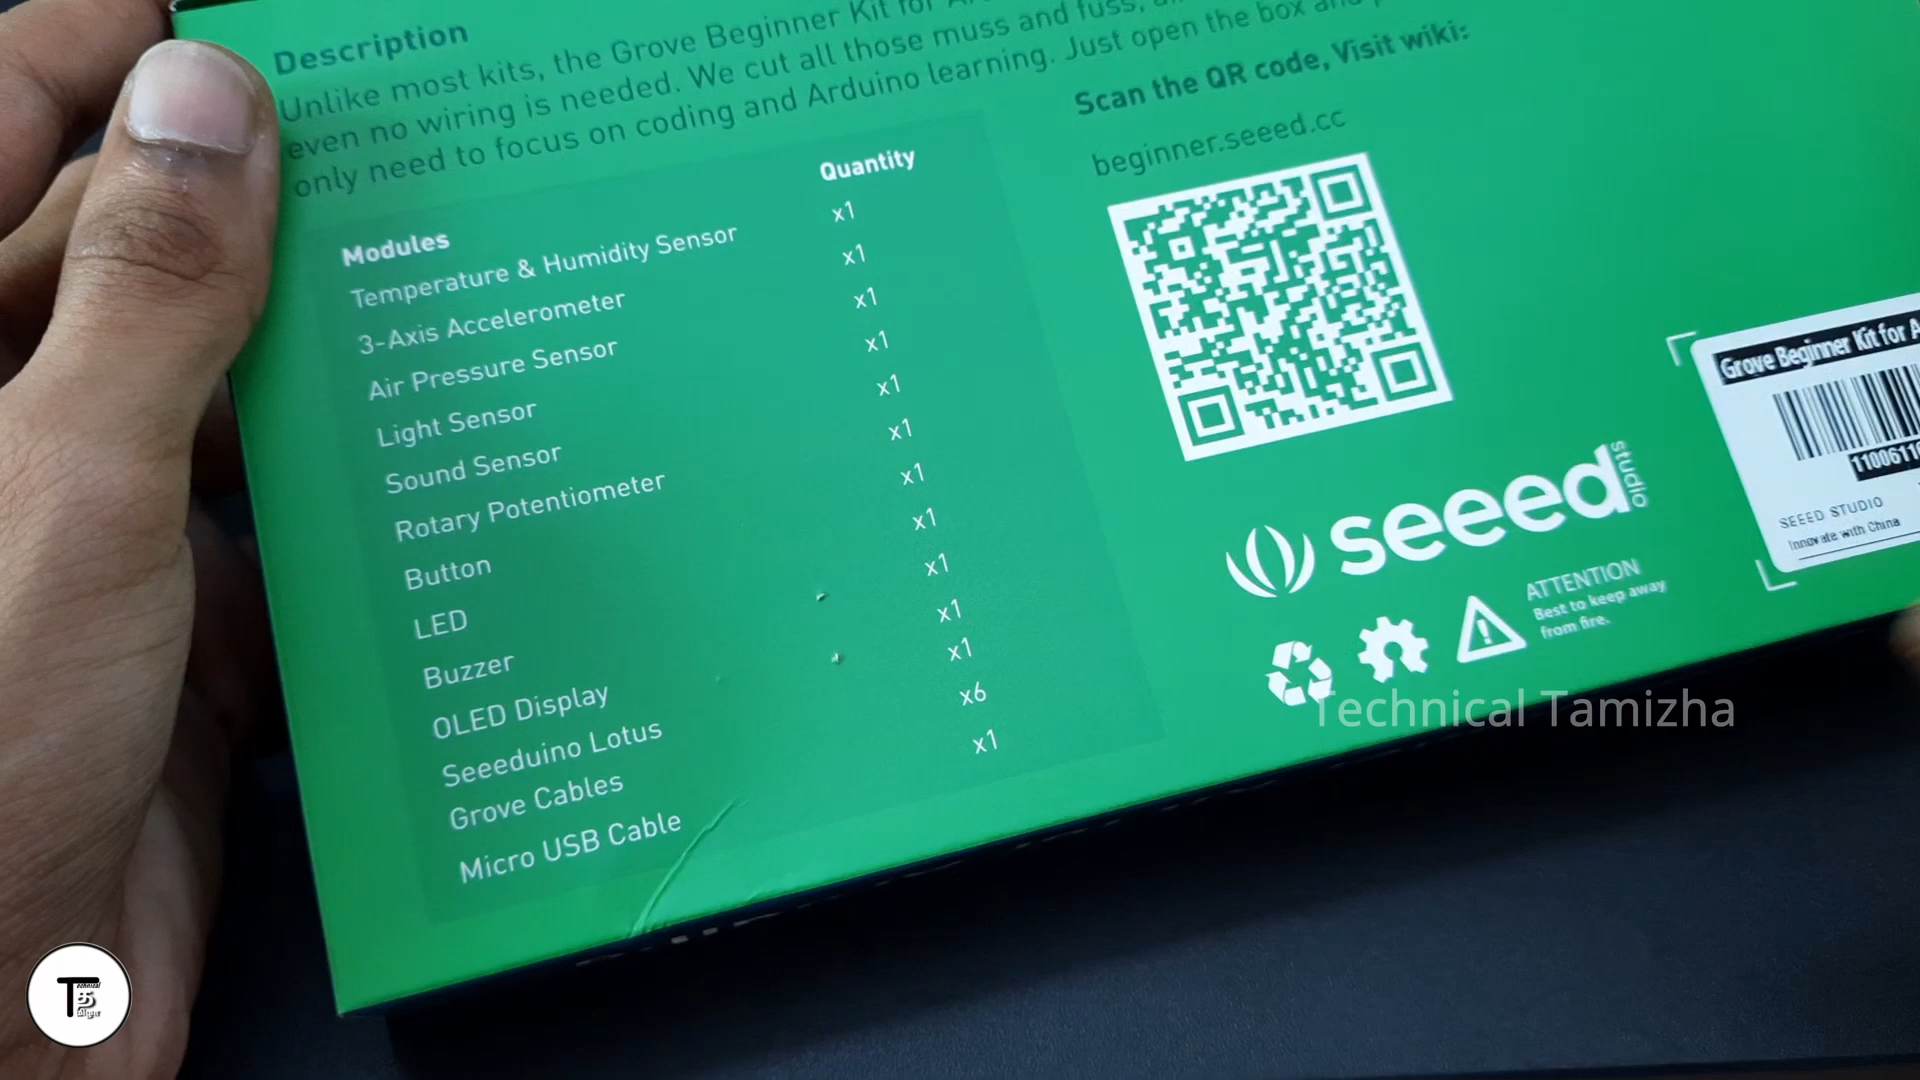 Description
Unlike most kits, the Grove Beginner Kit for
even no wiring is needed. We cut all those muss and fuss,
only need to focus on coding and Arduino learning. Just open the box and
Modules Quantity
Temperature & Humidity Sensor x1
3-Axis Accelerometer x1
Air Pressure Sensor x1
Light Sensor x1
Sound Sensor x1
Rotary Potentiometer x1
Button x1
LED x1
Buzzer x1
OLED Display x1
Seeeduino Lotus x1
Grove Cables x6
Micro USB Cable x1
Scan the QR code, Visit wiki:
beginner.seeed.cc
seeed studio
ATTENTION
Best to keep away
from fire.
Grove Beginner Kit for
SEEED STUDIO
Innovate with China
Technical Tamizha